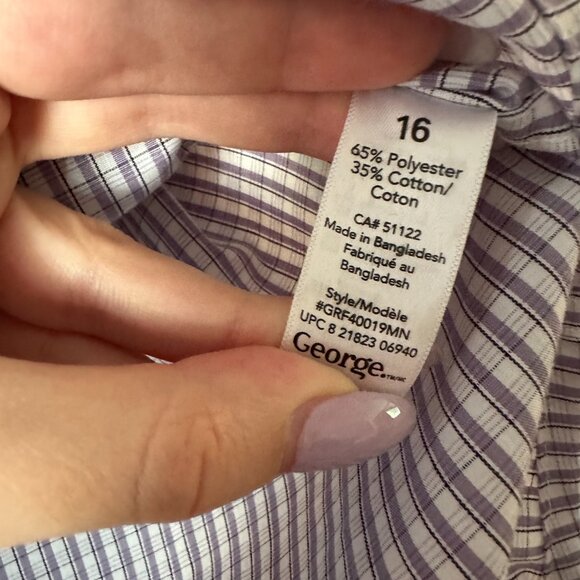 16
65% Polyester
35% Cotton/
Coton
CA# 51122
Made in Bangladesh
Fabriqué au
Bangladesh
Style/Modèle
#GRF40019MN
UPC 8 21823 06940
George.